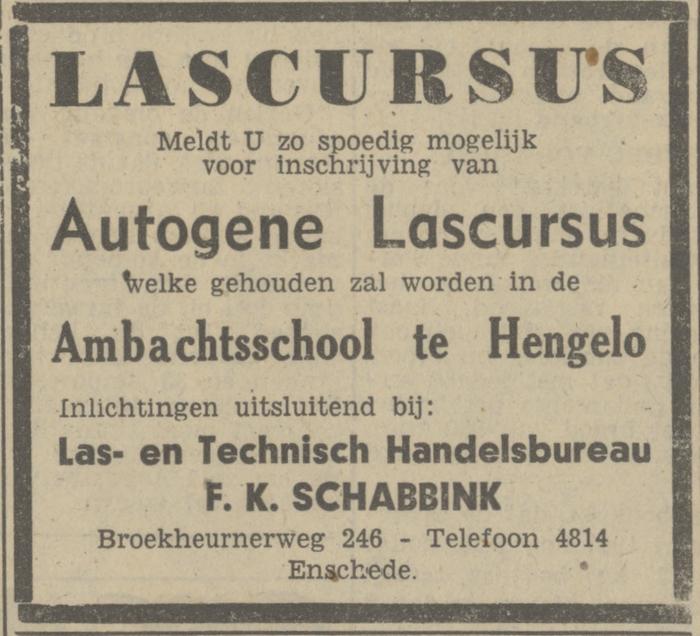 LASCURSUS
Meldt U zo spoedig mogelijk
voor inschrijving van
Autogene Lascursus
welke gehouden zal worden in de
Ambachtsschool te Hengelo
Inlichtingen uitsluitend bij:
Las- en Technisch Handelsbureau
F. K. SCHABBINK
Broekheurnerweg 246 - Telefoon 4814
Enschede.